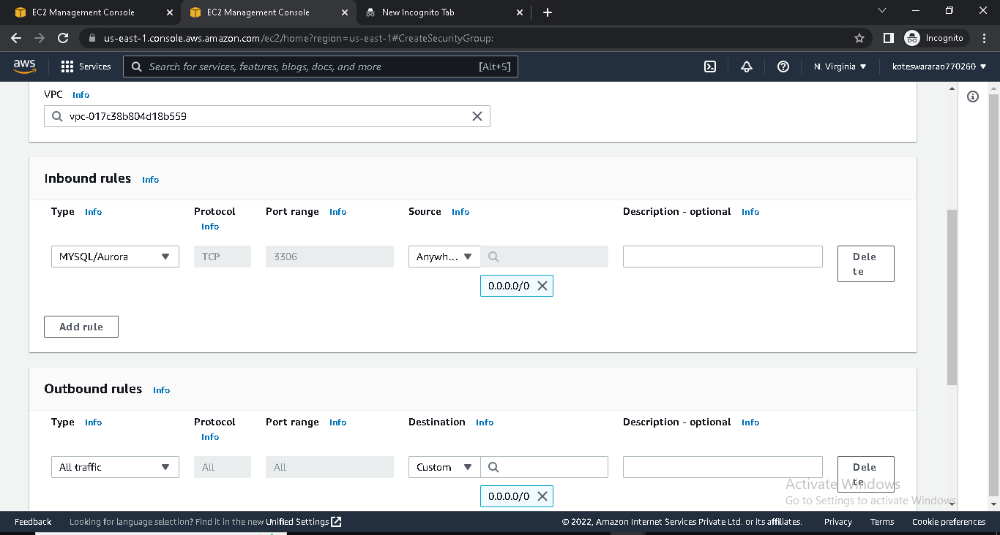 EC2 Management Console
EC2 Management Console
New Incognito Tab
us-east-1.console.aws.amazon.com/ec2/home?region=us-east-1#CreateSecurityGroup:
Incognito
aws
Services
Search for services, features, blogs, docs, and more
[Alt+S]
N. Virginia
koteswararao770260
VPC Info
vpc-017c38b804d18b559
Inbound rules Info
Type Info
Protocol Info
Port range Info
Source Info
Description - optional Info
MYSQL/Aurora
TCP
3306
Anywh...
0.0.0.0/0
Dele
te
Add rule
Outbound rules Info
Type Info
Protocol Info
Port range Info
Destination Info
Description - optional Info
All traffic
All
All
Custom
0.0.0.0/0
Dele
te
Activate Windows
Go to Settings to activate Windows.
Feedback
Looking for language selection? Find it in the new Unified Settings
© 2022, Amazon Internet Services Private Ltd. or its affiliates.
Privacy
Terms
Cookie preferences